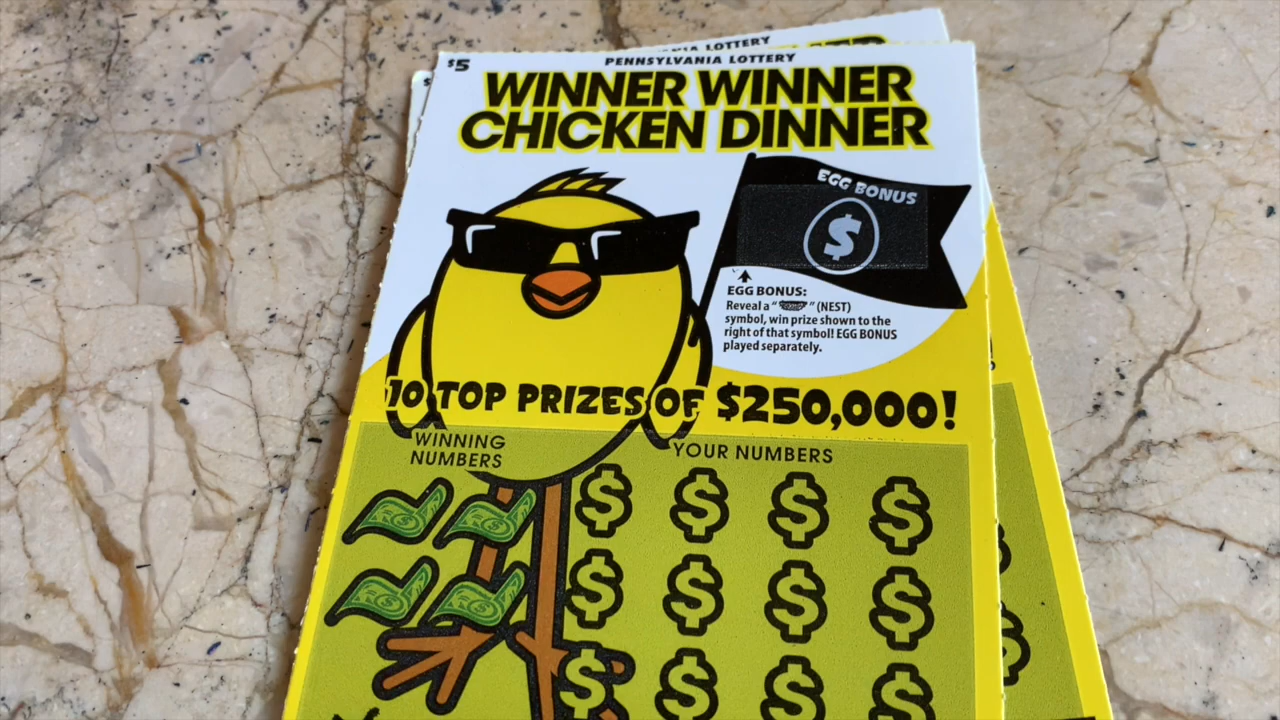 PENNSYLVANIA LOTTERY
$5
WINNER WINNER
CHICKEN DINNER
EGG BONUS
$
EGG BONUS:
Reveal a " " (NEST)
symbol, win prize shown to the
right of that symbol! EGG BONUS
played separately.
10 TOP PRIZES OF $250,000!
WINNING
NUMBERS
YOUR NUMBERS
$ $ $ $
$ $ $ $
$ $ $ $